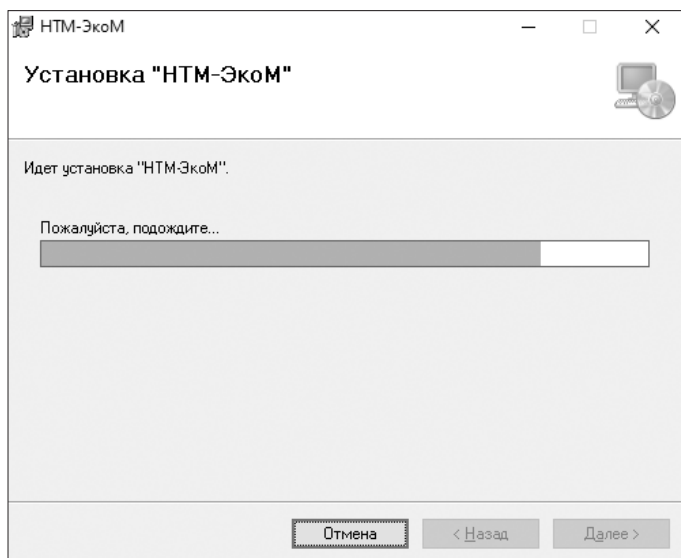 НТМ-ЭкоМ
Установка "НТМ-ЭкоМ"
Идет установка "НТМ-ЭкоМ".
Пожалуйста, подождите...
Отмена
< Назад
Далее >